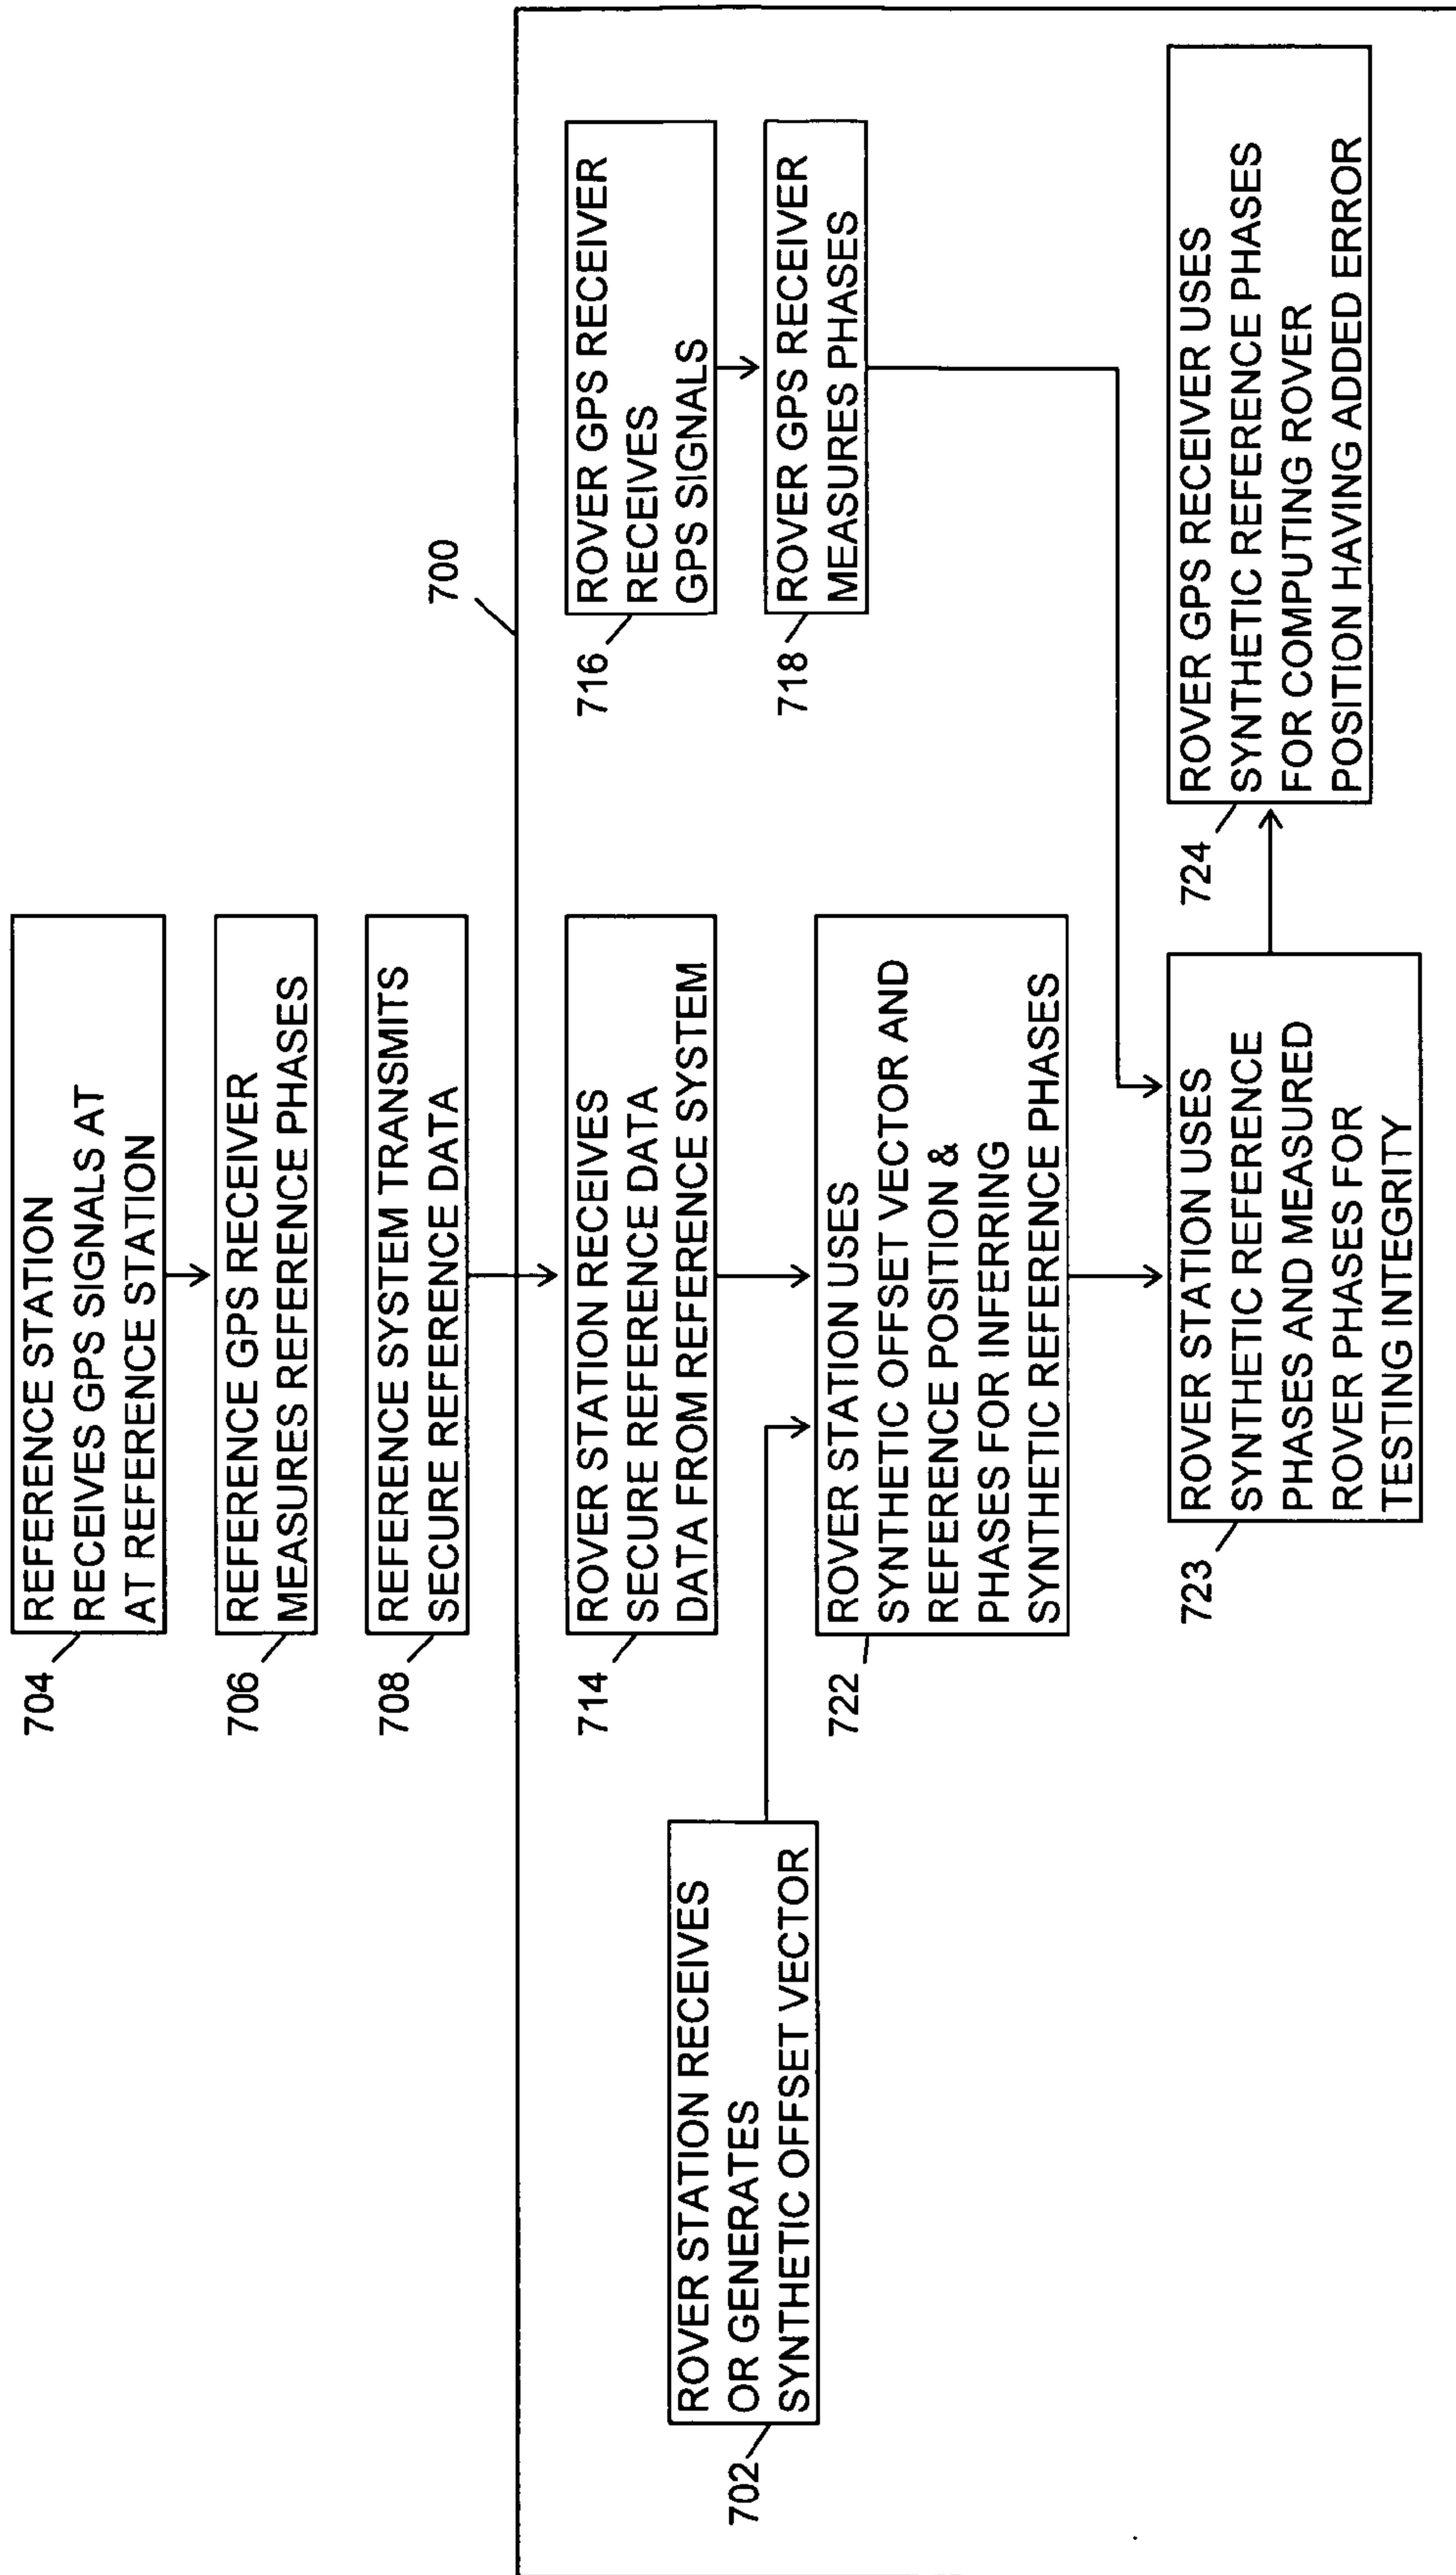 704
REFERENCE STATION
RECEIVES GPS SIGNALS AT
AT REFERENCE STATION
706
REFERENCE GPS RECEIVER
MEASURES REFERENCE PHASES
708
REFERENCE SYSTEM TRANSMITS
SECURE REFERENCE DATA
700
714
ROVER STATION RECEIVES
SECURE REFERENCE DATA
DATA FROM REFERENCE SYSTEM
716
ROVER GPS RECEIVER
RECEIVES
GPS SIGNALS
702
ROVER STATION RECEIVES
OR GENERATES
SYNTHETIC OFFSET VECTOR
718
ROVER GPS RECEIVER
MEASURES PHASES
722
ROVER STATION USES
SYNTHETIC OFFSET VECTOR AND
REFERENCE POSITION &
PHASES FOR INFERRING
SYNTHETIC REFERENCE PHASES
723
ROVER STATION USES
SYNTHETIC REFERENCE
PHASES AND MEASURED
ROVER PHASES FOR
TESTING INTEGRITY
724
ROVER GPS RECEIVER USES
SYNTHETIC REFERENCE PHASES
FOR COMPUTING ROVER
POSITION HAVING ADDED ERROR